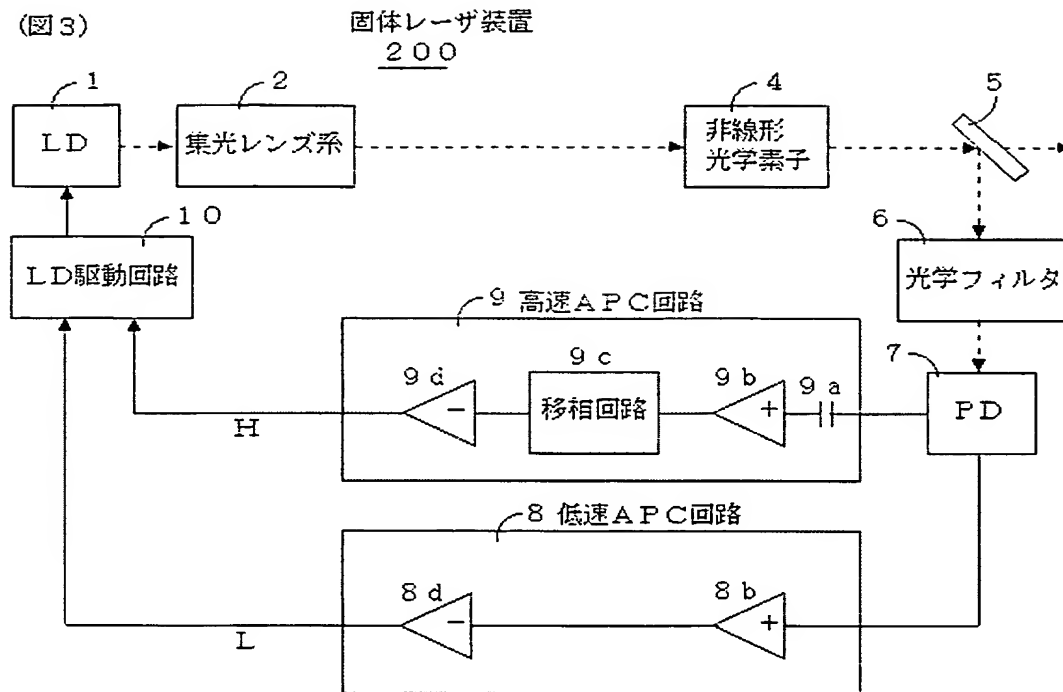 (図3)
固体レーザ装置
200
1
2
4
5
LD
集光レンズ系
非線形
光学素子
10
6
LD駆動回路
光学フィルタ
9 高速APC回路
7
9d
9c
9b
9a
－
移相回路
＋
PD
H
8 低速APC回路
8d
8b
－
＋
L